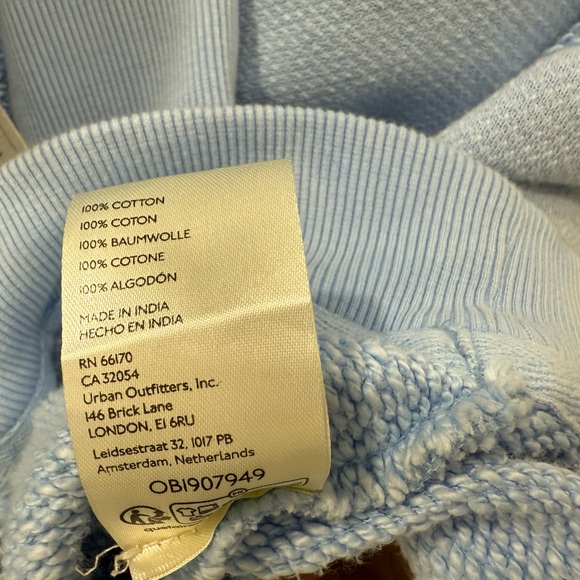 100% COTTON
100% COTON
100% BAUMWOLLE
100% COTONE
100% ALGODÓN
MADE IN INDIA
HECHO EN INDIA
RN 66170
CA 32054
Urban Outfitters, Inc.
146 Brick Lane
LONDON, E1 6RU
Leidsestraat 32, 1017 PB
Amsterdam, Netherlands
OB1907949